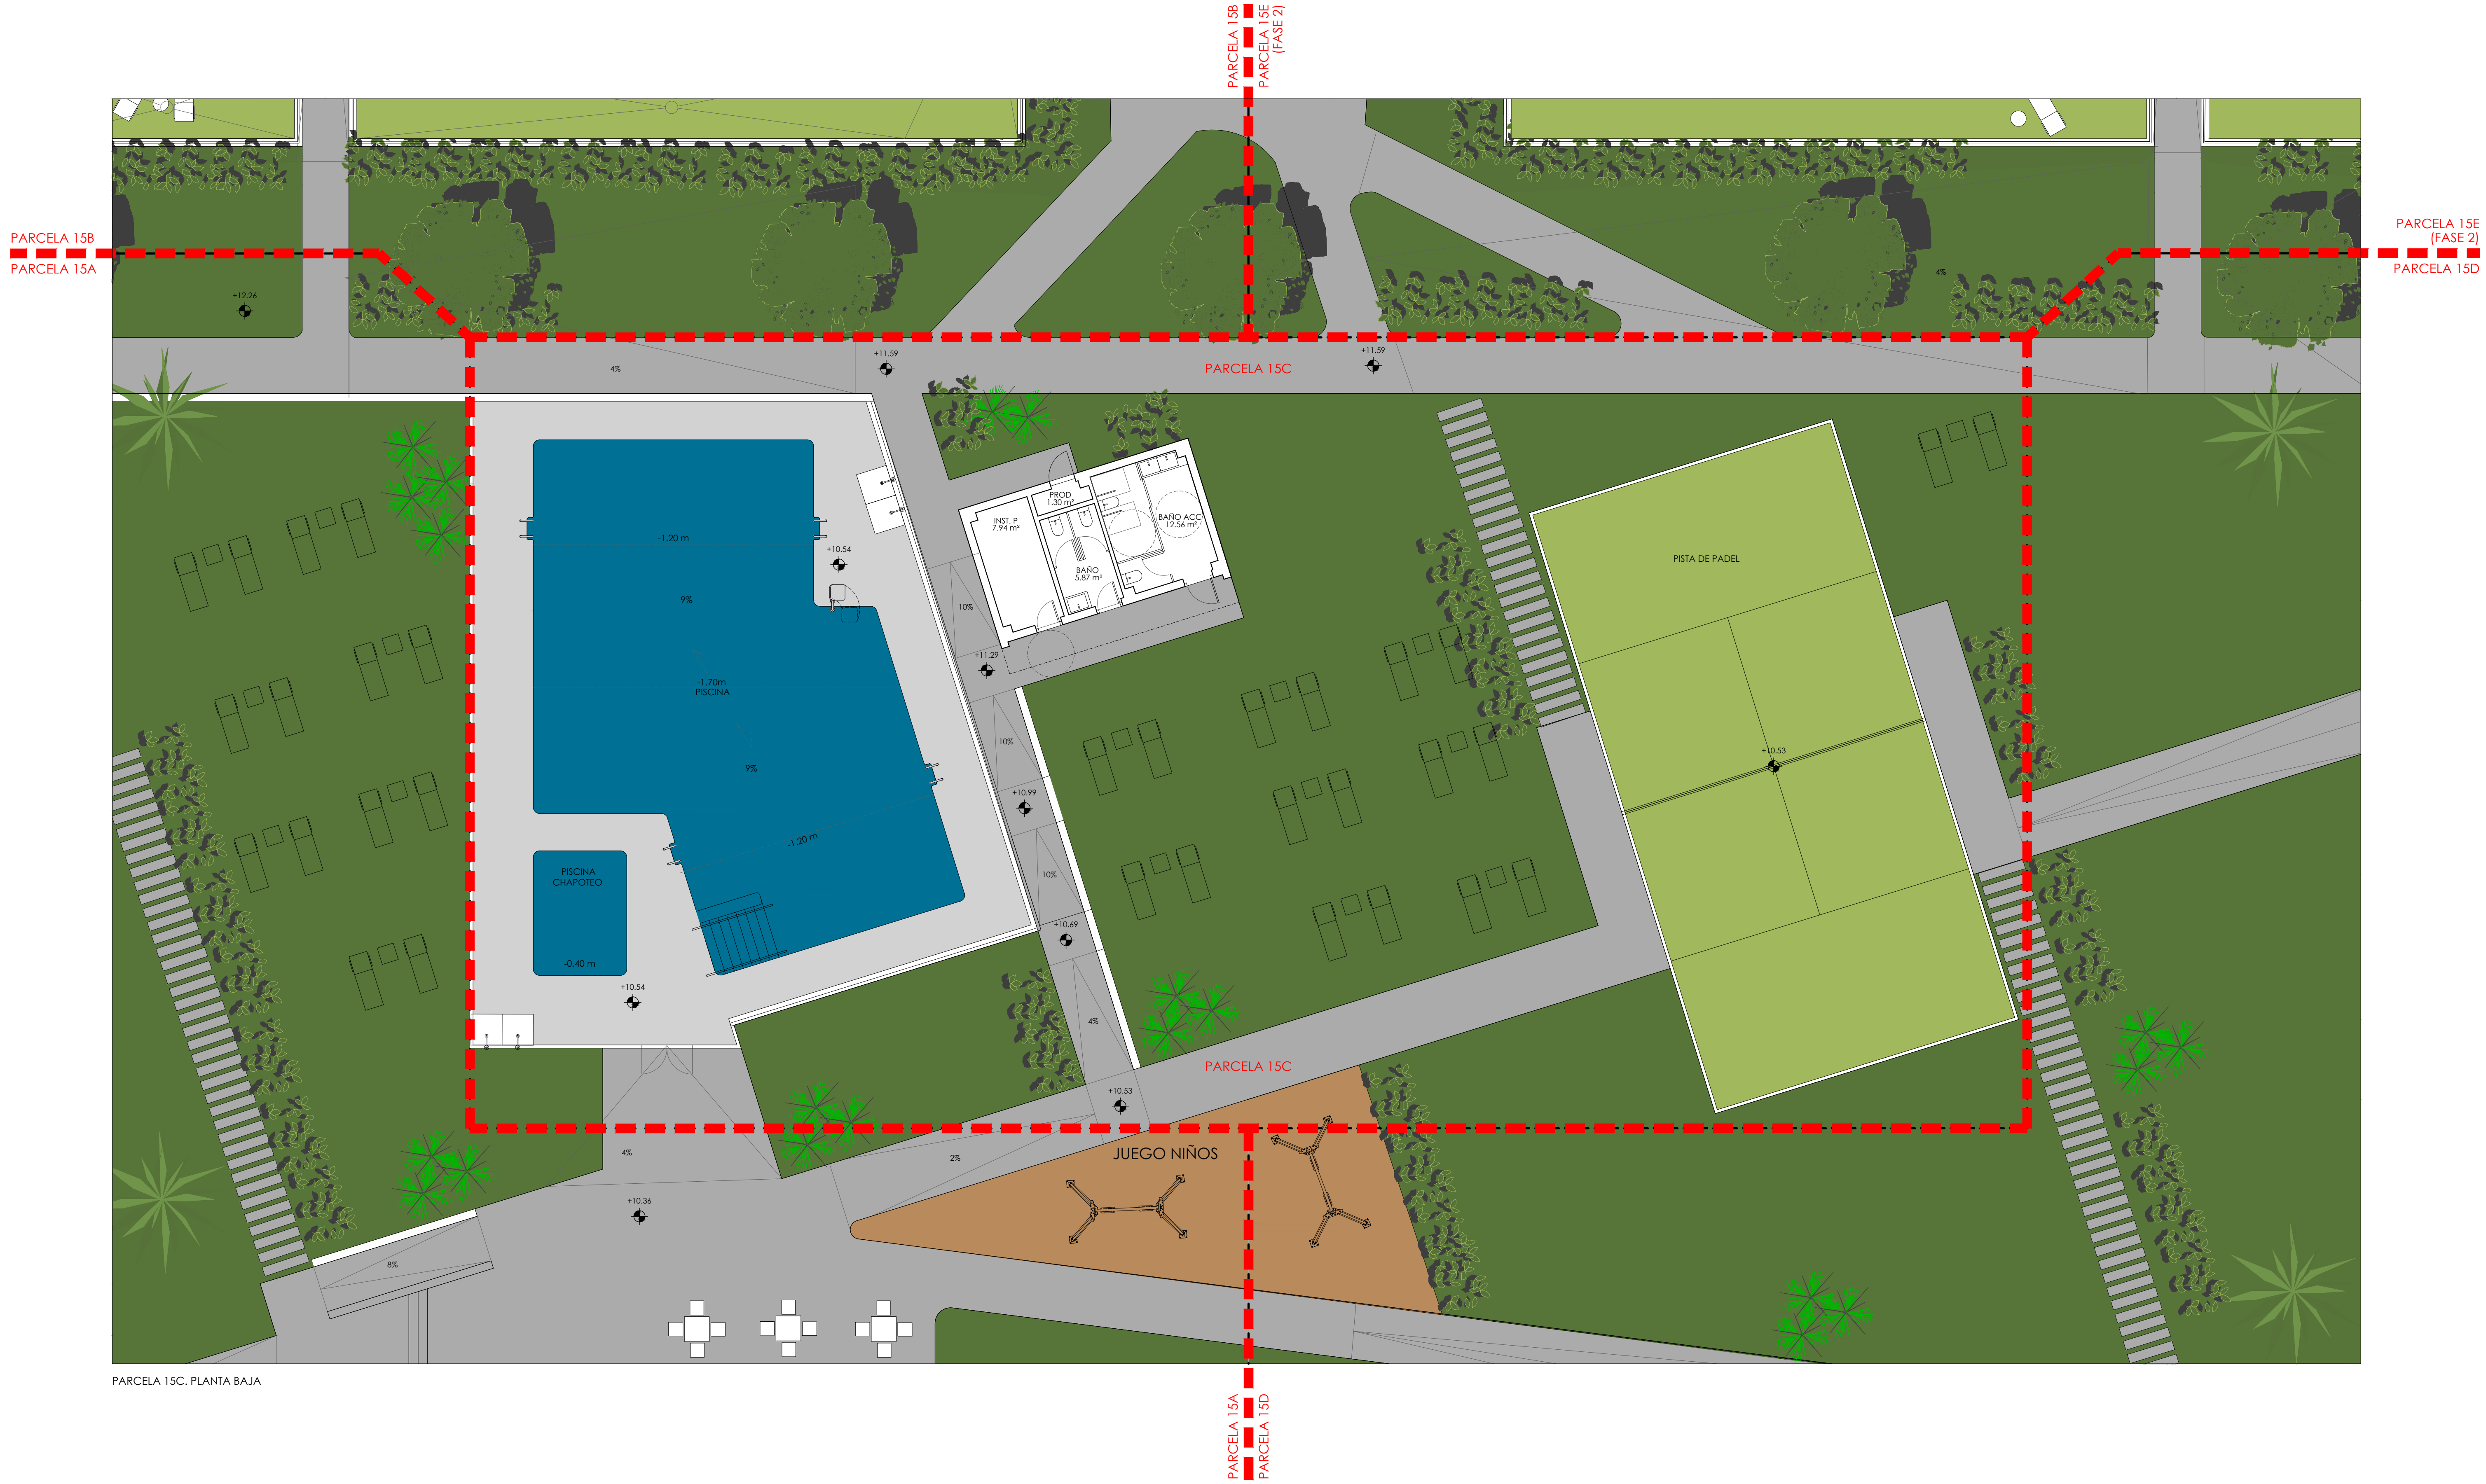 PARCELA 15B
PARCELA 15E
(FASE 2)
PARCELA 15B
PARCELA 15A
PARCELA 15E
(FASE 2)
PARCELA 15D
4%
+12.26
+11.59
+11.59
4%
PARCELA 15C
PROD
1.30 m²
INST. P
7.94 m²
BAÑO ACC
12.56 m²
BAÑO
5.87 m²
-1.20 m
+10.54
9%
10%
PISTA DE PADEL
+11.29
-1.70m
PISCINA
10%
+10.53
9%
+10.99
-1.20 m
10%
PISCINA
CHAPOTEO
+10.69
-0.40 m
+10.54
4%
PARCELA 15C
+10.53
4%
2%
JUEGO NIÑOS
+10.36
8%
PARCELA 15C. PLANTA BAJA
PARCELA 15A
PARCELA 15D